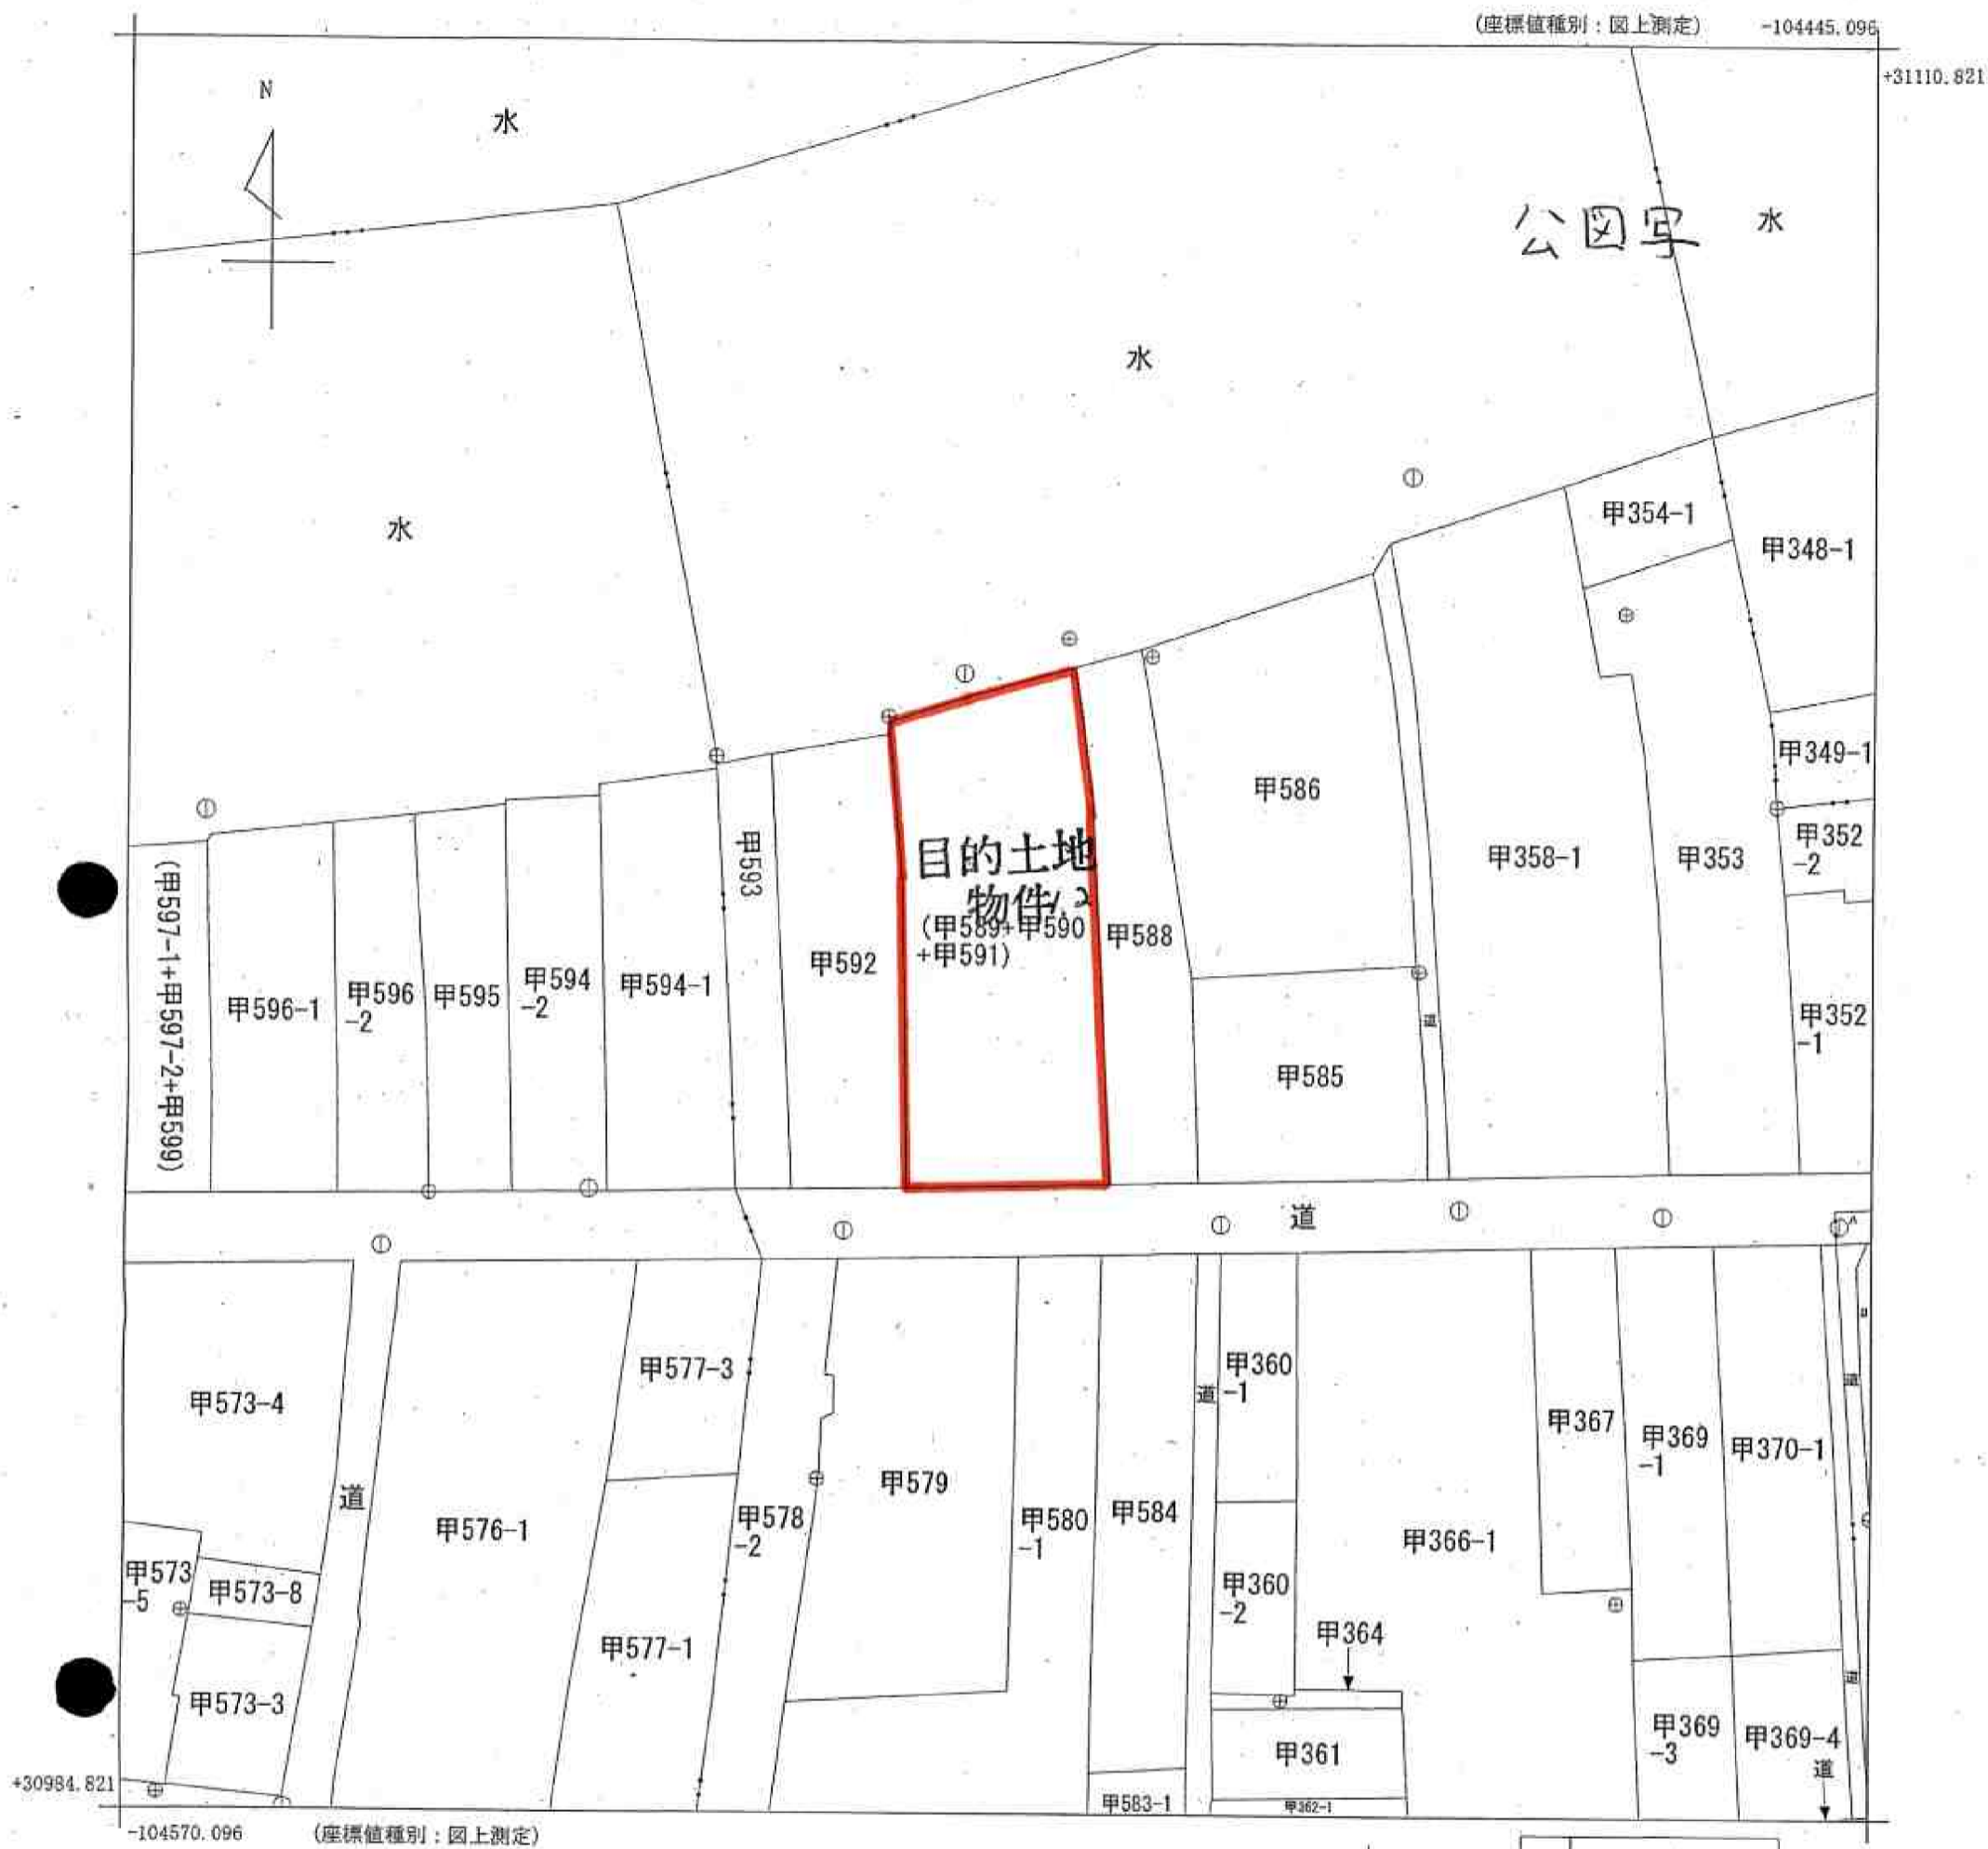 (座標値種別：図上測定)
-104445.096
+31110.821
N
水
公図写
水
水
水
甲354-1
甲348-1
甲349-1
甲586
甲352
-2
甲593
目的土地
物件1.2
甲358-1
甲353
(甲597-1+甲597-2+甲599)
(甲589+甲590
+甲591)
甲588
甲592
甲594
-2
甲594-1
甲596-1
甲596
-2
甲595
甲352
-1
甲585
道
甲577-3
甲360
-1
道
甲573-4
甲367
甲369
-1
甲370-1
道
甲579
甲576-1
甲578
-2
甲580
-1
甲584
甲366-1
甲573
-5
甲573-8
甲360
-2
甲364
甲577-1
甲573-3
甲361
甲369
-3
甲369-4
道
+30984.821
甲583-1
甲362-1
-104570.096
(座標値種別：図上測定)